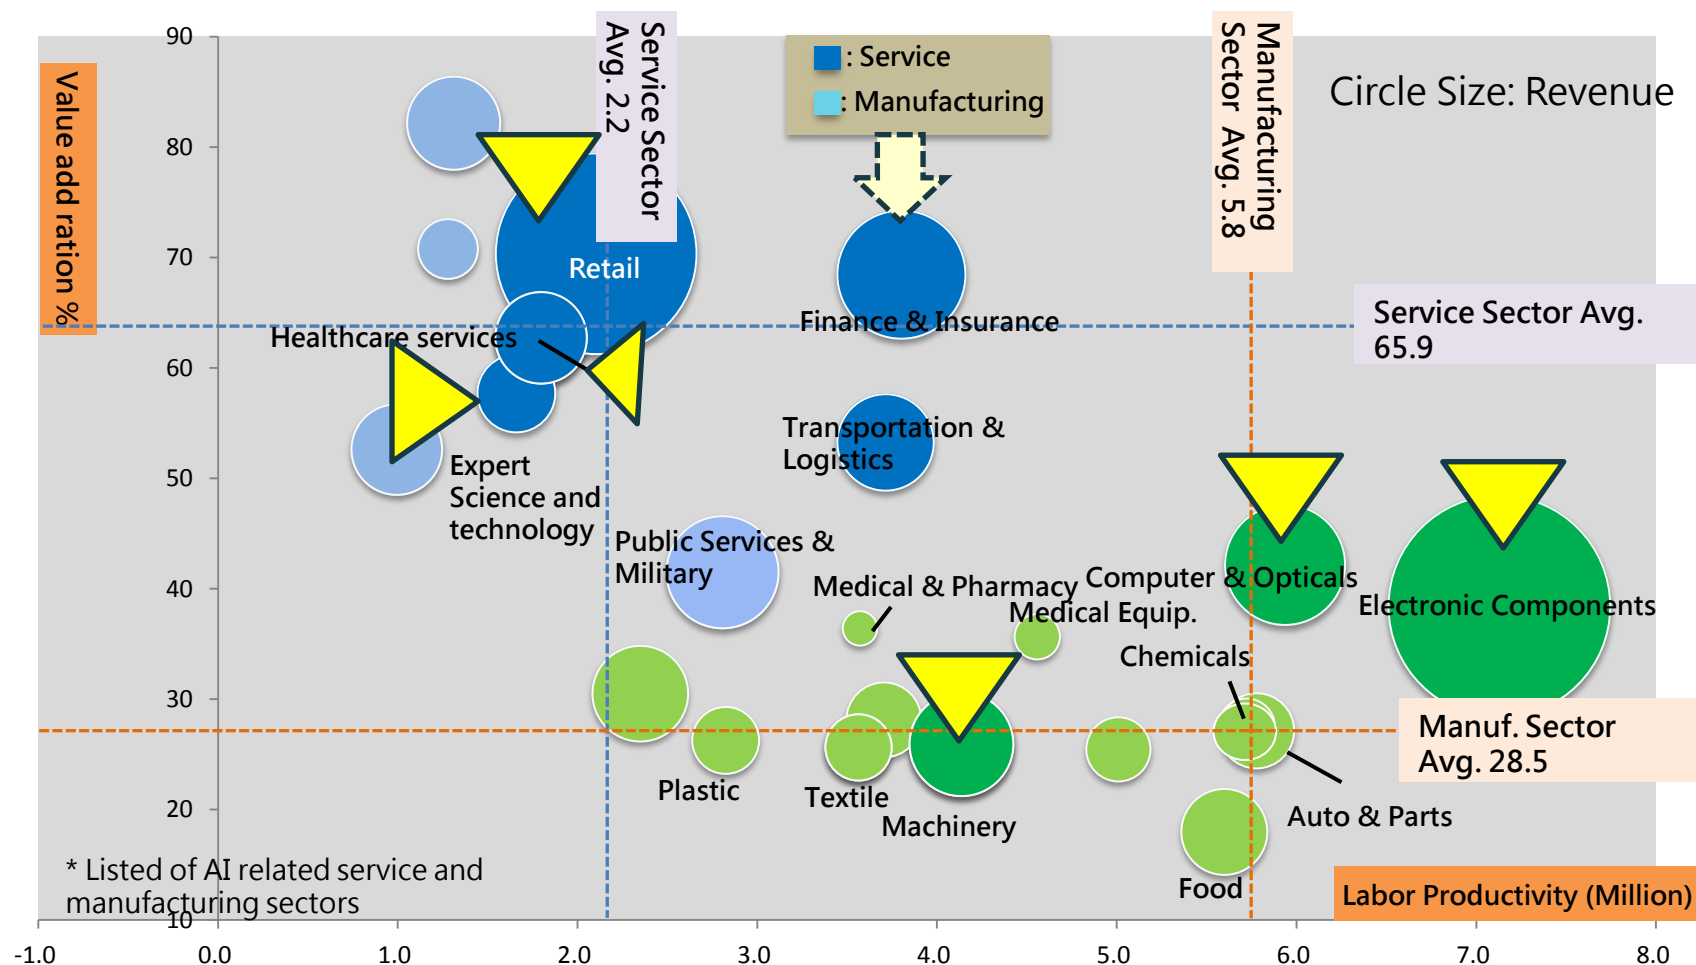 Value add ration %
90
80
70
60
50
40
30
20
10
Service Sector
Avg. 2.2
: Service
: Manufacturing
Manufacturing
Sector Avg. 5.8
Circle Size: Revenue
Retail
Finance & Insurance
Service Sector Avg.
65.9
Healthcare services
Transportation &
Logistics
Expert
Science and
technology
Public Services &
Military
Medical & Pharmacy
Computer & Opticals
Medical Equip.
Electronic Components
Chemicals
Manuf. Sector
Avg. 28.5
Plastic
Textile
Machinery
Auto & Parts
Food
* Listed of AI related service and
manufacturing sectors
Labor Productivity (Million)
-1.0 0.0 1.0 2.0 3.0 4.0 5.0 6.0 7.0 8.0